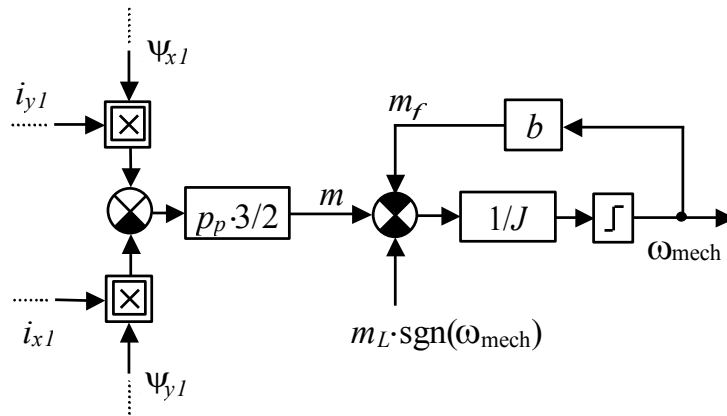 ψx1
iy1
mf
b
pp·3/2
m
1/J
ωmech
ix1
mL·sgn(ωmech)
ψy1